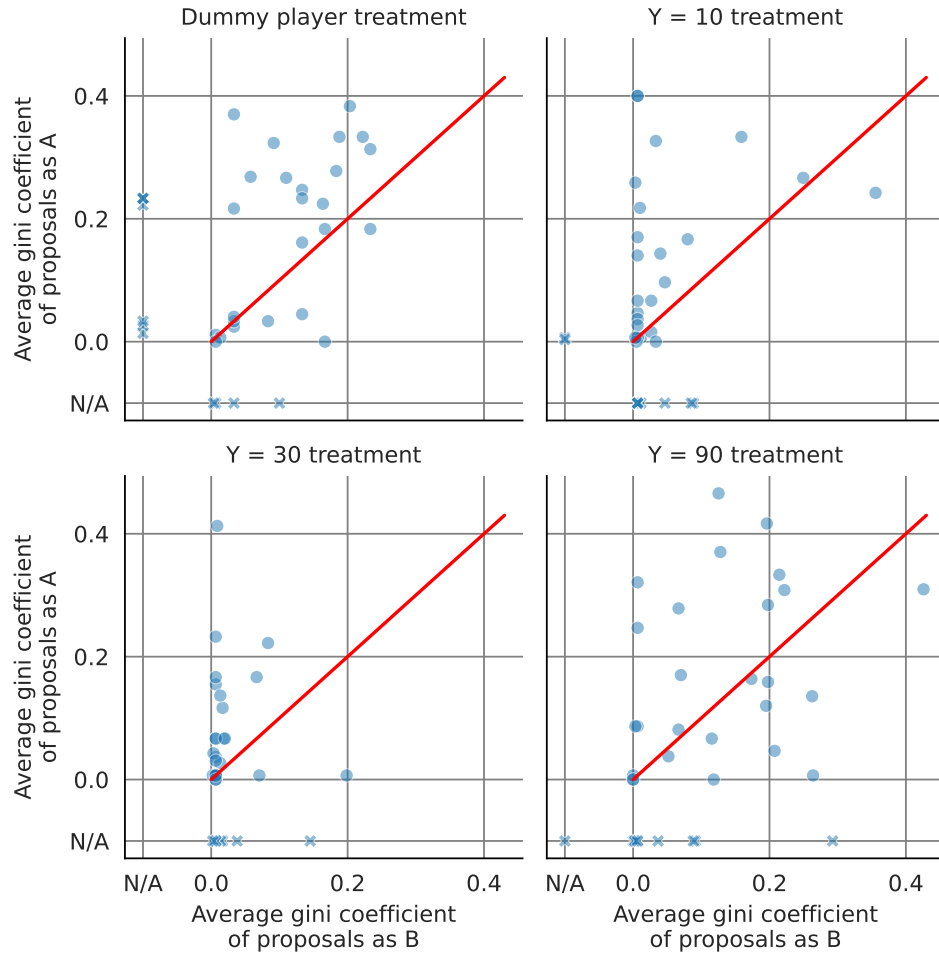 Dummy player treatment
Y = 10 treatment
Average gini coefficient
of proposals as A
0.4
0.2
0.0
N/A
Y = 30 treatment
Y = 90 treatment
Average gini coefficient
of proposals as A
0.4
0.2
0.0
N/A
N/A 0.0 0.2 0.4
N/A 0.0 0.2 0.4
Average gini coefficient
of proposals as B
Average gini coefficient
of proposals as B